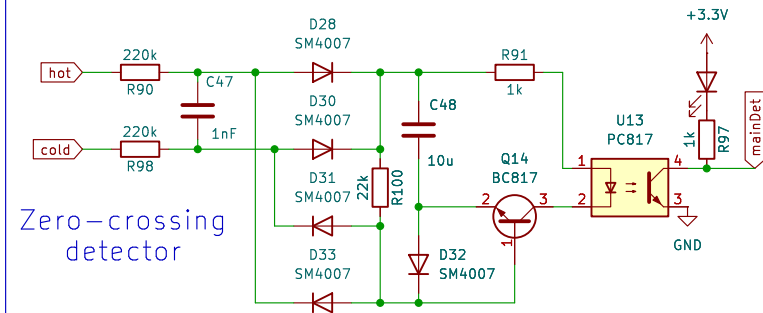 +3.3V
D28
SM4007
220k
R90
hot
C47
1nF
R91
1k
D30
SM4007
C48
10u
U13
PC817
1k
R97
mainDet
220k
R98
cold
Q14
BC817
1
2
4
3
D31
SM4007
22k
R100
2
3
1
GND
Zero-crossing
detector
D32
SM4007
D33
SM4007